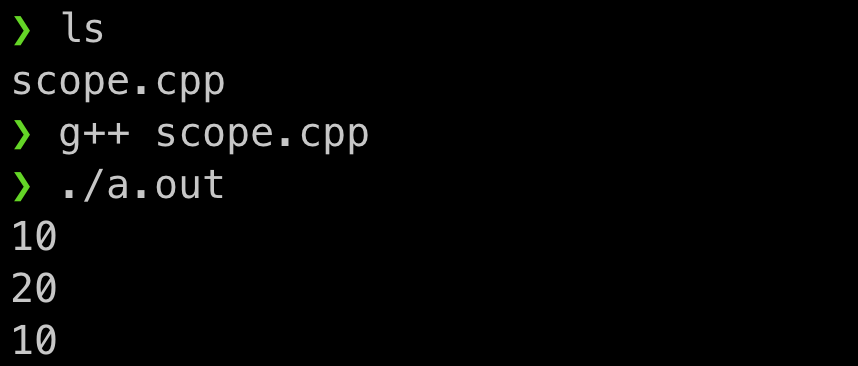 ❯ ls
scope.cpp
❯ g++ scope.cpp
❯ ./a.out
10
20
10